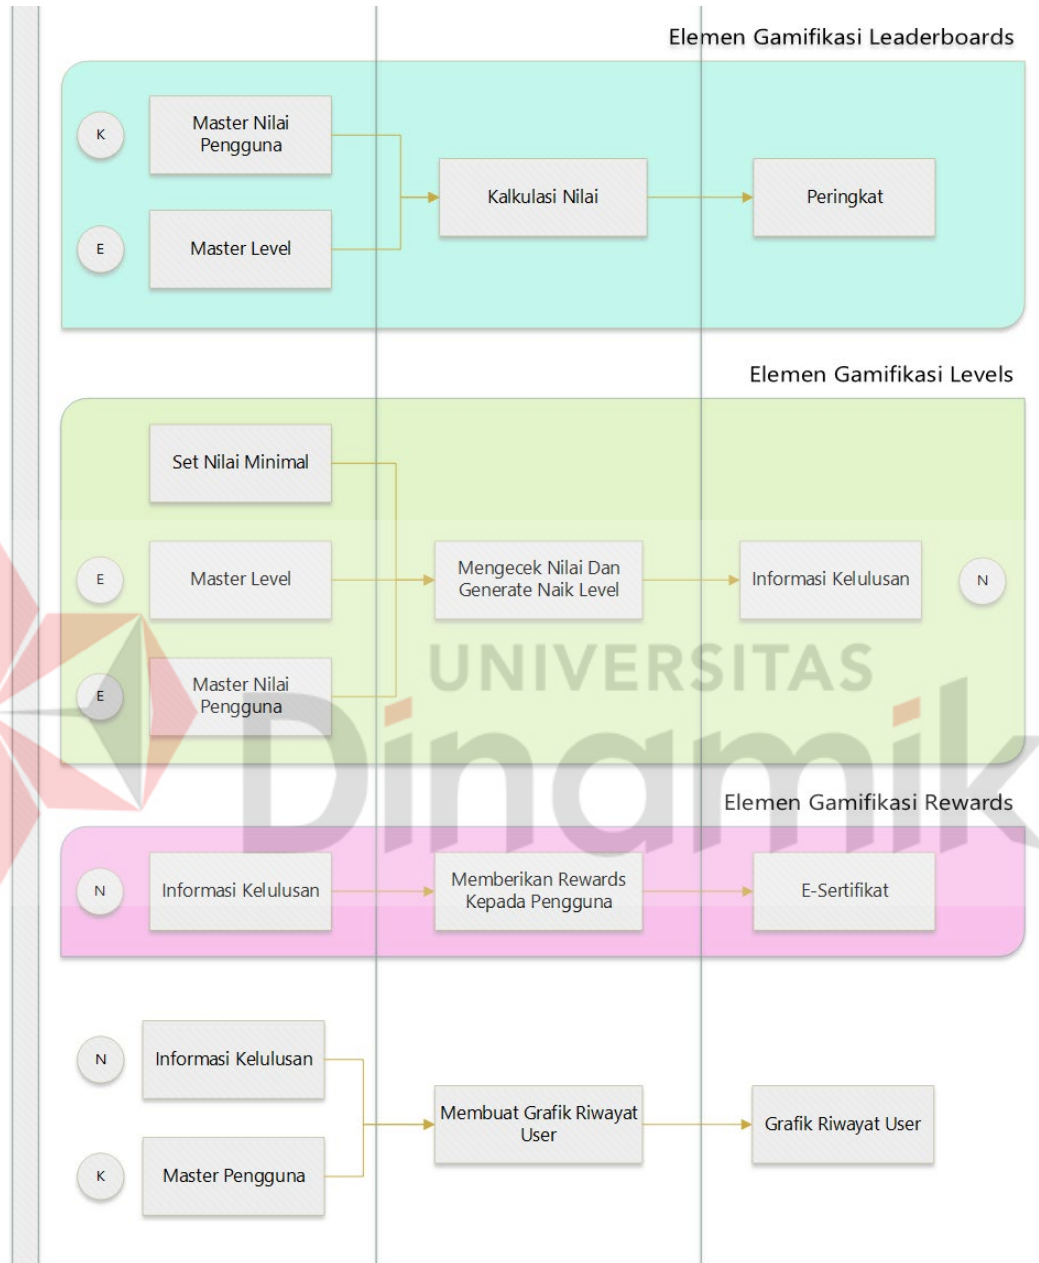 Elemen Gamifikasi Leaderboards
K
Master Nilai
Pengguna
Kalkulasi Nilai
Peringkat
E
Master Level
Elemen Gamifikasi Levels
Set Nilai Minimal
E
Master Level
Mengecek Nilai Dan
Generate Naik Level
Informasi Kelulusan
N
E
Master Nilai
Pengguna
UNIVERSITAS
Dinamik
Elemen Gamifikasi Rewards
N
Informasi Kelulusan
Memberikan Rewards
Kepada Pengguna
E-Sertifikat
N
Informasi Kelulusan
Membuat Grafik Riwayat
User
Grafik Riwayat User
K
Master Pengguna